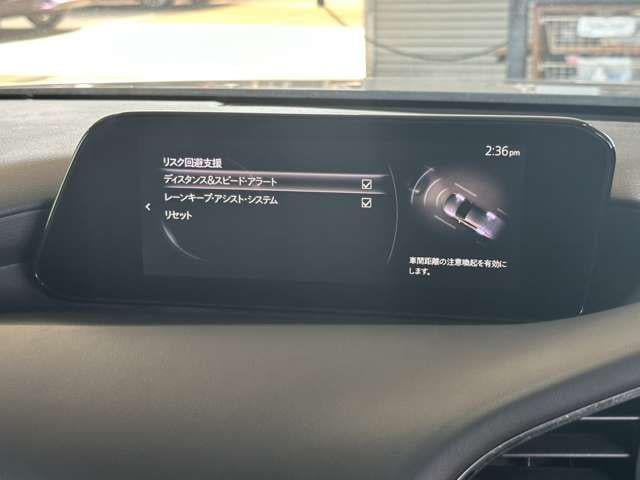 2:36 pm
リスク回避支援
ディスタンス&スピード・アラート
レーンキープ・アシスト・システム
リセット
車間距離の注意喚起を有効に
します。